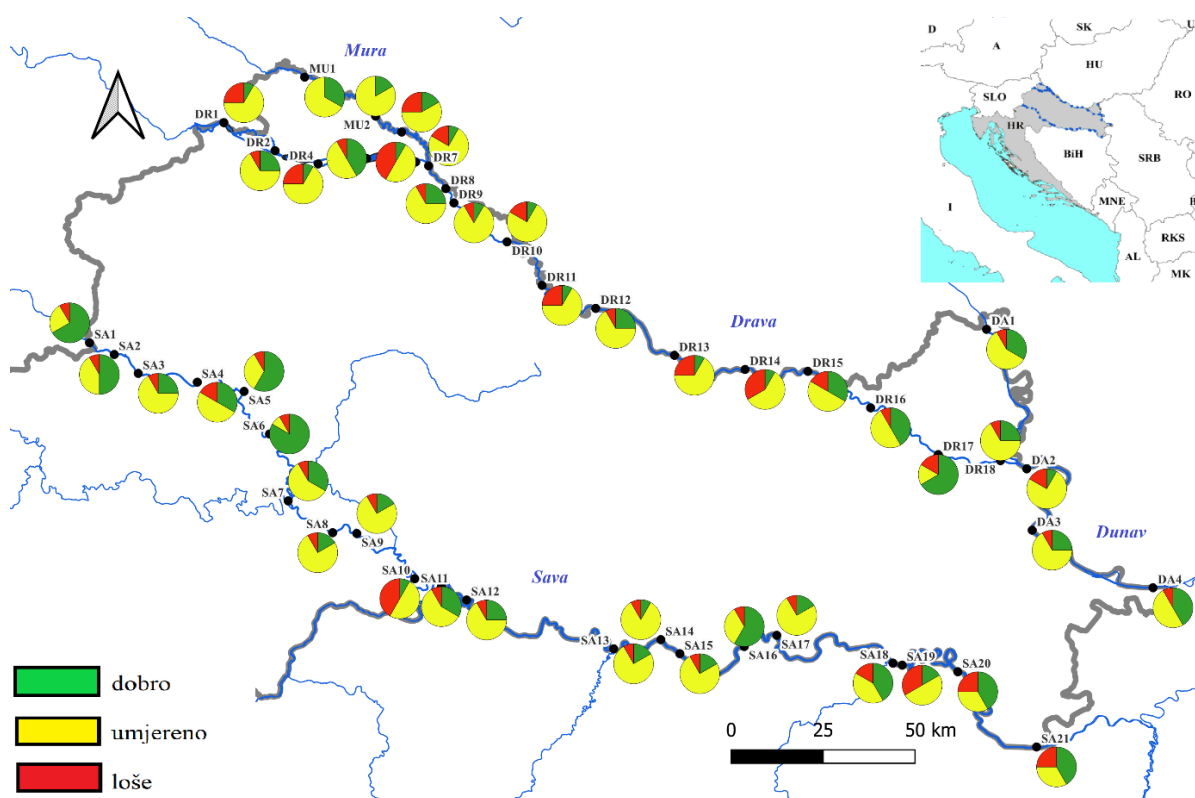 D
A
SK
U
HU
SLO
RO
HR
BiH
SRB
I
MNE
RKS
AL
MK
Mura
MU1
MU2
DR1
DR2
DR4
DR7
DR8
DR9
DR10
DR11
DR12
Drava
DR13
DR14
DR15
DR16
DR17
DR18
DA1
DA2
DA3
Dunav
DA4
SA1
SA2
SA3
SA4
SA5
SA6
SA7
SA8
SA9
SA10
SA11
SA12
Sava
SA13
SA14
SA15
SA16
SA17
SA18
SA19
SA20
SA21
dobro
umjereno
loše
0 25 50 km